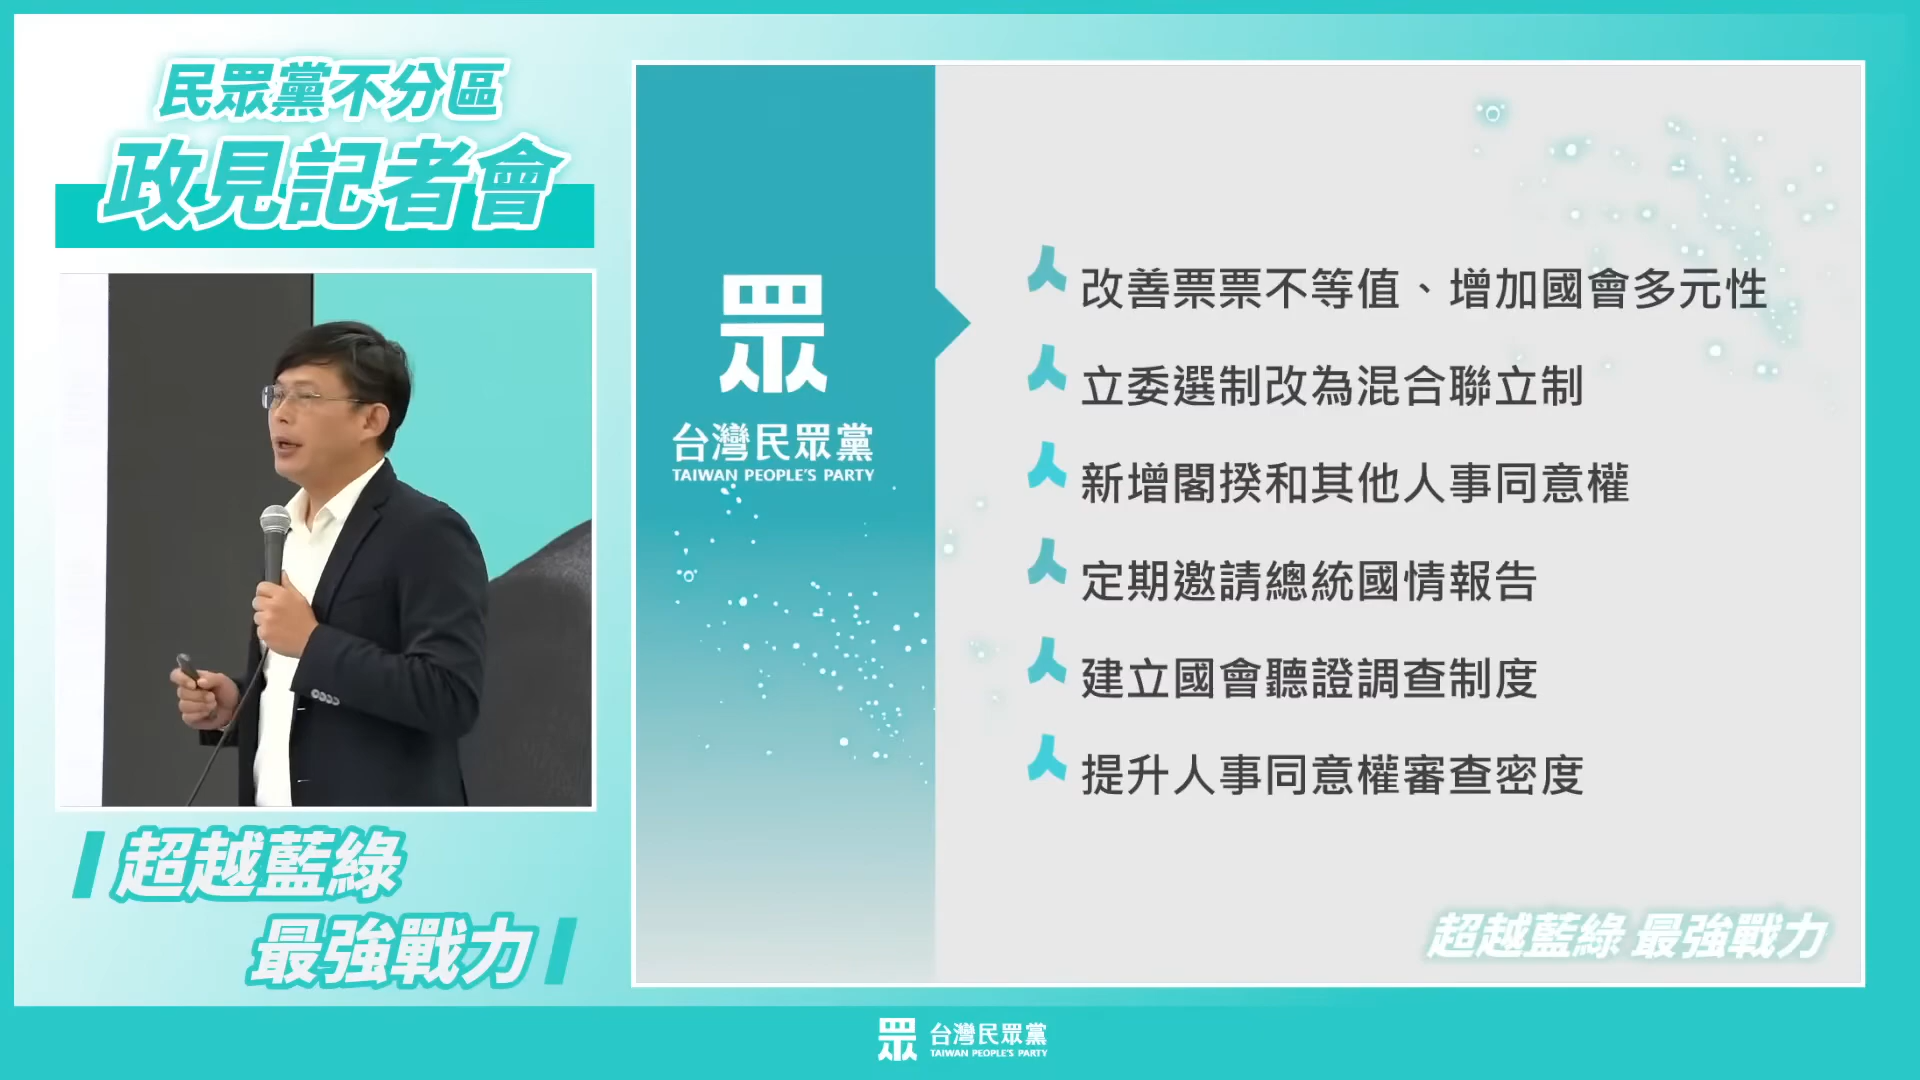 民眾黨不分區
政見記者會
超越藍綠
最強戰力
眾
台灣民眾黨
TAIWAN PEOPLE'S PARTY
改善票票不等值、增加國會多元性
立委選制改為混合聯立制
新增閣揆和其他人事同意權
定期邀請總統國情報告
建立國會聽證調查制度
提升人事同意權審查密度
超越藍綠 最強戰力
眾 台灣民眾黨
TAIWAN PEOPLE'S PARTY